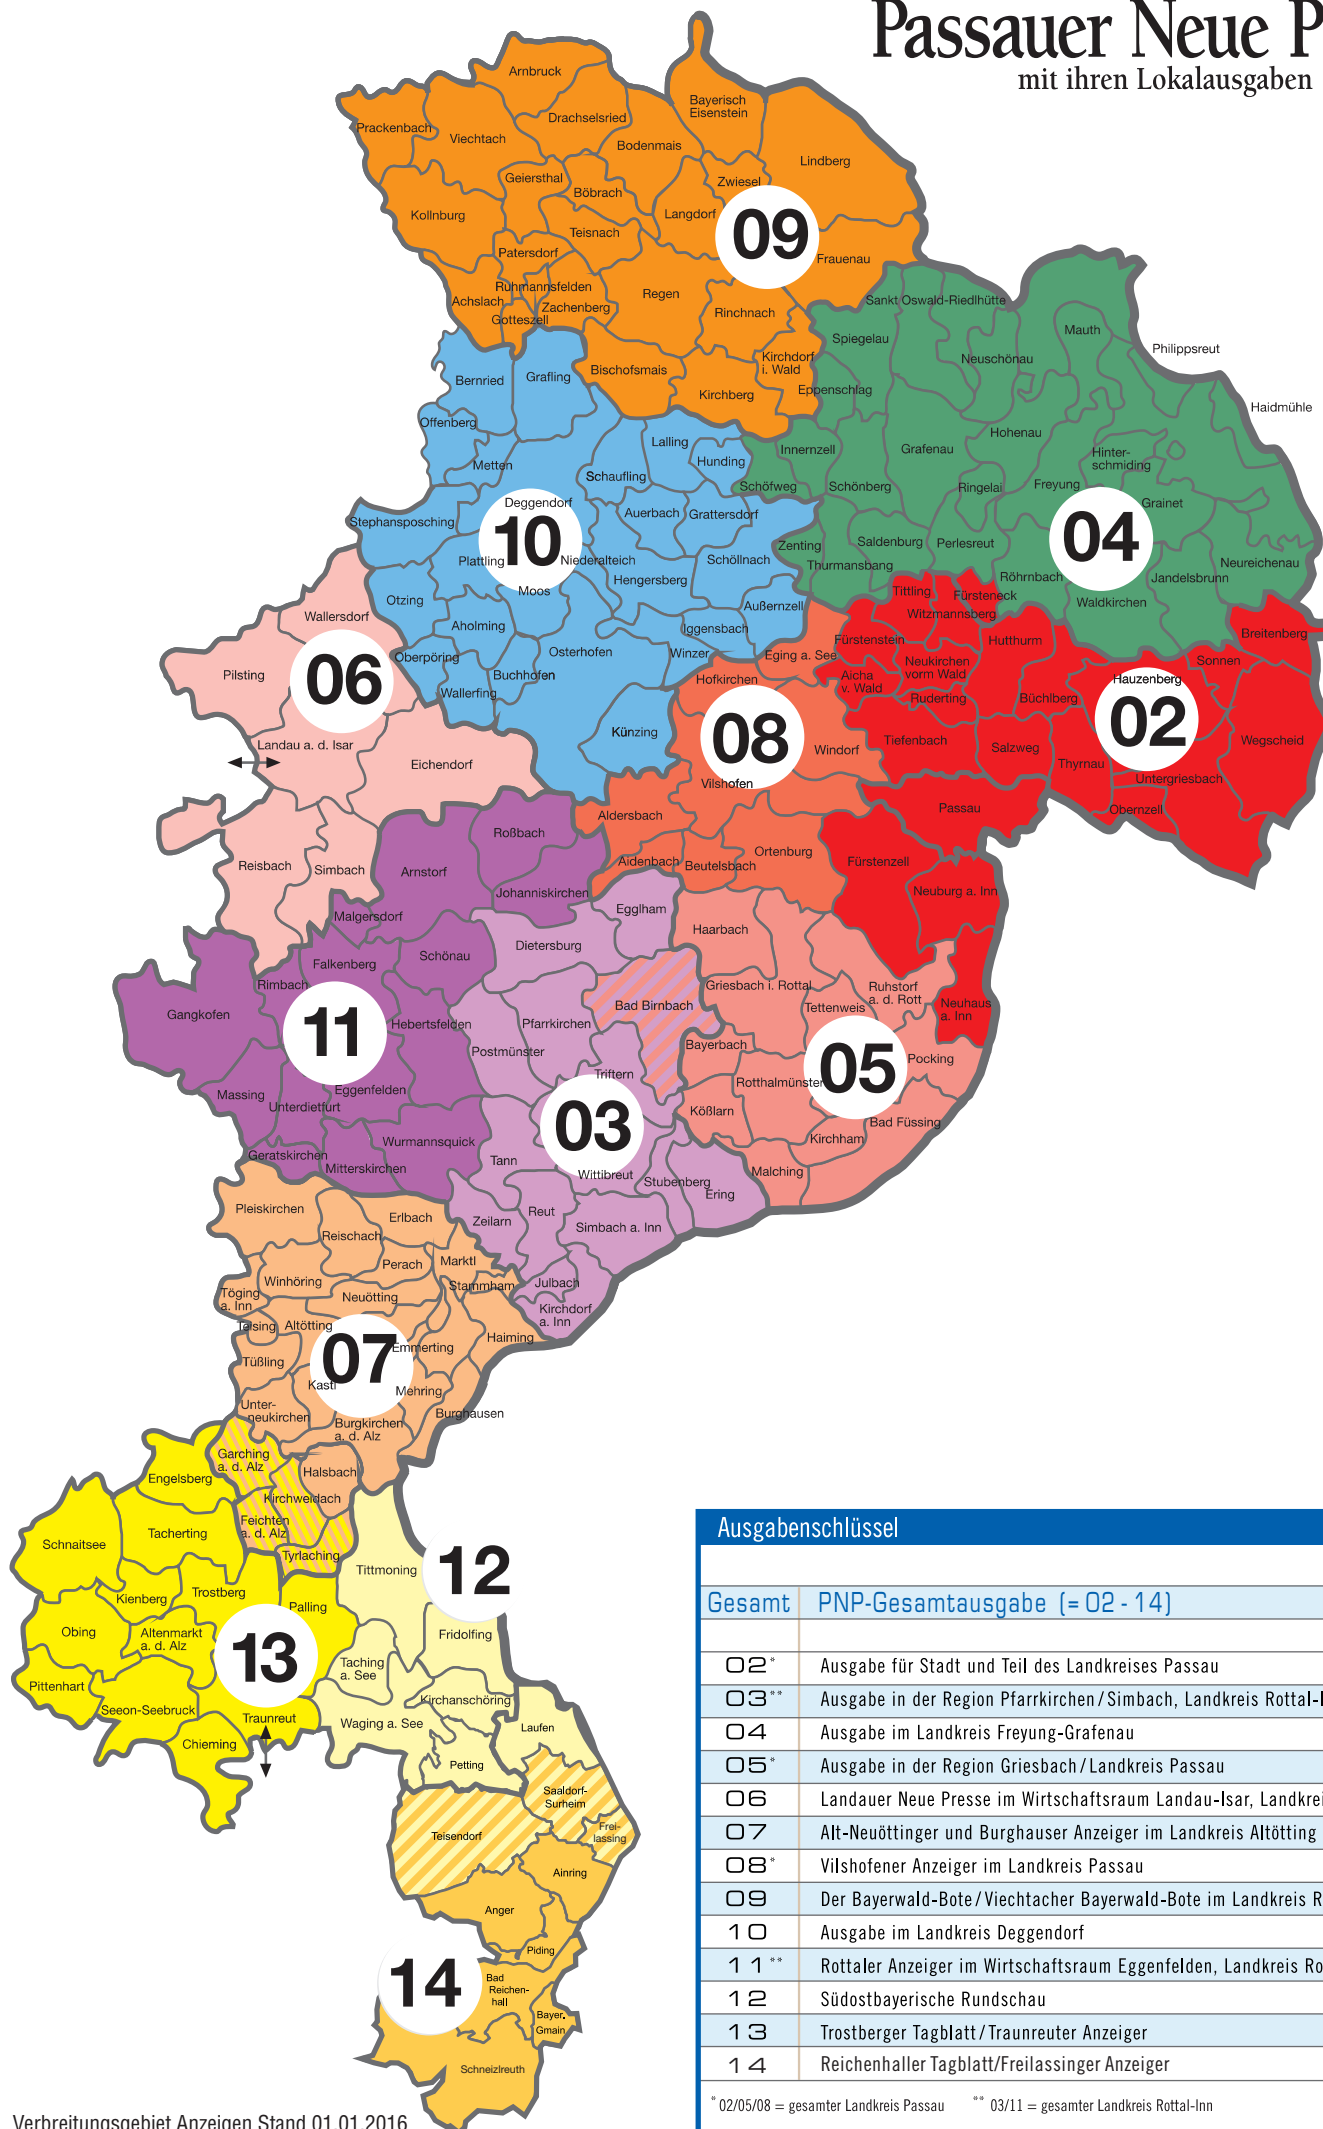 Passauer Neue P
mit ihren Lokalausgaben
Arnbruck
Prackenbach
Viechtach
Drachselsried
Bodenmais
Bayerisch
Eisenstein
Lindberg
Geiersthal
Böbrach
Zwiesel
Langdorf
Kollnburg
Teisnach
09
Patersdorf
Frauenau
Ruhmannsfelden
Achslach
Zachenberg
Gotteszell
Regen
Rinchnach
Kirchdorf
i. Wald
Bischofsmais
Kirchberg
Sankt Oswald-Riedlhütte
Spiegelau
Neuschönau
Mauth
Philippsreut
Haidmühle
Eppenschlag
Innernzell
Grafenau
Hohenau
Hinter-
schmiding
Schöfweg
Schönberg
Ringelai
Freyung
Grainet
04
Zenting
Saldenburg
Perlesreut
Thurmansbang
Röhrnbach
Jandelsbrunn
Neureichenau
Waldkirchen
Bernried
Grafling
Offenberg
Metten
Lalling
Hunding
Schaufling
Deggendorf
Stephansposching
Auerbach
Grattersdorf
10
Plattling
Niederalteich
Schöllnach
Hengersberg
Moos
Otzing
Aholming
Außernzell
Iggensbach
Oberpöring
Osterhofen
Winzer
Buchhofen
Wallerfing
Künzing
Wallersdorf
Pilsting
06
Landau a. d. Isar
Eichendorf
Reisbach
Simbach
Tittling
Fürsteneck
Witzmannsberg
Fürstenstein
Hutthurm
Breitenberg
Neukirchen
vorm Wald
Sonnen
Aicha
v. Wald
Hauzenberg
Ruderting
Büchlberg
02
Tiefenbach
Salzweg
Wegscheid
Thyrnau
Untergriesbach
Passau
Obernzell
Fürstenzell
Neuburg a. Inn
Neuhaus
a. Inn
Eging a. See
Hofkirchen
08
Windorf
Vilshofen
Aldersbach
Aidenbach
Beutelsbach
Ortenburg
Roßbach
Arnstorf
Johanniskirchen
Malgersdorf
Falkenberg
Schönau
Rimbach
Gangkofen
11
Hebertsfelden
Massing
Eggenfelden
Unterdietfurt
Wurmannsquick
Geratskirchen
Mitterskirchen
Egglham
Dietersburg
Bad Birnbach
Pfarrkirchen
Postmünster
Triftern
03
Tann
Wittibreut
Stubenberg
Ering
Zeilarn
Reut
Simbach a. Inn
Julbach
Kirchdorf
a. Inn
Haarbach
Griesbach i. Rottal
Tettenweis
Ruhstorf
a. d. Rott
Bayerbach
05
Pocking
Rotthalmünster
Kößlarn
Bad Füssing
Kirchham
Malching
Pleiskirchen
Erlbach
Reischach
Perach
Marktl
Winhöring
Stammham
Töging
a. Inn
Neuötting
Teising
Altötting
Haiming
07
Emmerting
Tüßling
Kastl
Mehring
Unter-
neukirchen
Burghausen
Burgkirchen
a. d. Alz
Garching
a. d. Alz
Halsbach
Kirchweidach
Feichten
a. d. Alz
Tyrlaching
Engelsberg
Schnaitsee
Tacherting
Kienberg
Trostberg
Palling
Obing
Altenmarkt
a. d. Alz
13
Pittenhart
Seeon-Seebruck
Traunreut
Chieming
Tittmoning
12
Fridolfing
Taching
a. See
Kirchanschöring
Waging a. See
Laufen
Petting
Saaldorf-
Surheim
Frei-
lassing
Teisendorf
Ainring
Anger
Piding
14
Bad
Reichen-
hall
Bayer.
Gmain
Schneizlreuth
Ausgabenschlüssel
Gesamt PNP-Gesamtausgabe (= 02 - 14)
02* Ausgabe für Stadt und Teil des Landkreises Passau
03** Ausgabe in der Region Pfarrkirchen/Simbach, Landkreis Rottal-I
04 Ausgabe im Landkreis Freyung-Grafenau
05* Ausgabe in der Region Griesbach/Landkreis Passau
06 Landauer Neue Presse im Wirtschaftsraum Landau-Isar, Landkrei
07 Alt-Neuöttinger und Burghauser Anzeiger im Landkreis Altötting
08* Vilshofener Anzeiger im Landkreis Passau
09 Der Bayerwald-Bote/Viechtacher Bayerwald-Bote im Landkreis R
10 Ausgabe im Landkreis Deggendorf
11** Rottaler Anzeiger im Wirtschaftsraum Eggenfelden, Landkreis Ro
12 Südostbayerische Rundschau
13 Trostberger Tagblatt/Traunreuter Anzeiger
14 Reichenhaller Tagblatt/Freilassinger Anzeiger
* 02/05/08 = gesamter Landkreis Passau ** 03/11 = gesamter Landkreis Rottal-Inn
Verbreitungsgebiet Anzeigen Stand 01.01.2016